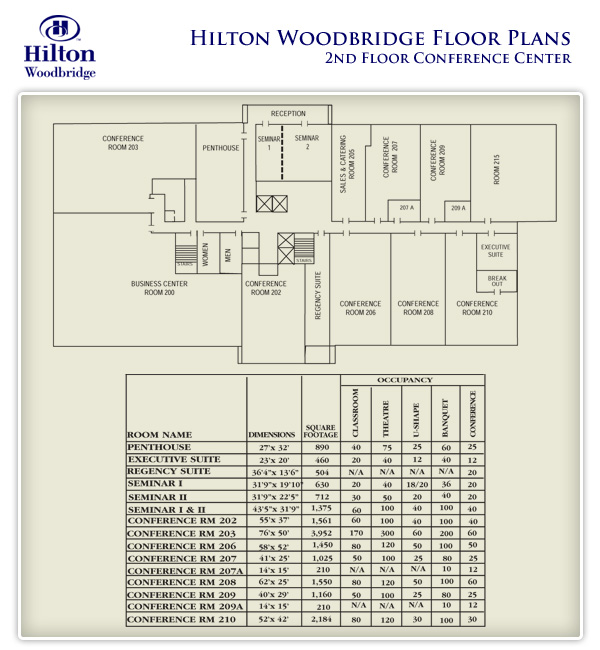 Hilton
Woodbridge
HILTON WOODBRIDGE FLOOR PLANS
2ND FLOOR CONFERENCE CENTER
RECEPTION
CONFERENCE
ROOM 203
PENTHOUSE
SEMINAR
1
SEMINAR
2
SALES & CATERING
ROOM 205
CONFERENCE
ROOM 207
207 A
CONFERENCE
ROOM 209
209 A
ROOM 215
STAIRS
WOMEN
MEN
STAIRS
EXECUTIVE
SUITE
BREAK
OUT
BUSINESS CENTER
ROOM 200
CONFERENCE
ROOM 202
REGENCY SUITE
CONFERENCE
ROOM 206
CONFERENCE
ROOM 208
CONFERENCE
ROOM 210
OCCUPANCY
ROOM NAME DIMENSIONS SQUARE FOOTAGE CLASSROOM THEATRE U-SHAPE BANQUET CONFERENCE
PENTHOUSE 27'x 32' 890 40 75 25 60 25
EXECUTIVE SUITE 23'x 20' 460 20 40 12 40 12
REGENCY SUITE 36'4"x 13'6" 504 N/A N/A N/A N/A 20
SEMINAR I 31'9"x 19'10" 630 20 40 18/20 36 20
SEMINAR II 31'9"x 22'5" 712 30 50 20 40 20
SEMINAR I & II 43'5"x 31'9" 1,375 60 100 40 100 40
CONFERENCE RM 202 55'x 37' 1,561 60 100 40 100 40
CONFERENCE RM 203 76'x 50' 3,952 170 300 60 200 60
CONFERENCE RM 206 58'x 52' 1,450 80 120 50 100 50
CONFERENCE RM 207 41'x 25' 1,025 50 100 25 80 25
CONFERENCE RM 207A 14'x 15' 210 N/A N/A N/A 10 12
CONFERENCE RM 208 62'x 25' 1,550 80 120 50 100 60
CONFERENCE RM 209 40'x 29' 1,160 50 100 25 80 25
CONFERENCE RM 209A 14'x 15' 210 N/A N/A N/A 10 12
CONFERENCE RM 210 52'x 42' 2,184 80 120 30 100 30